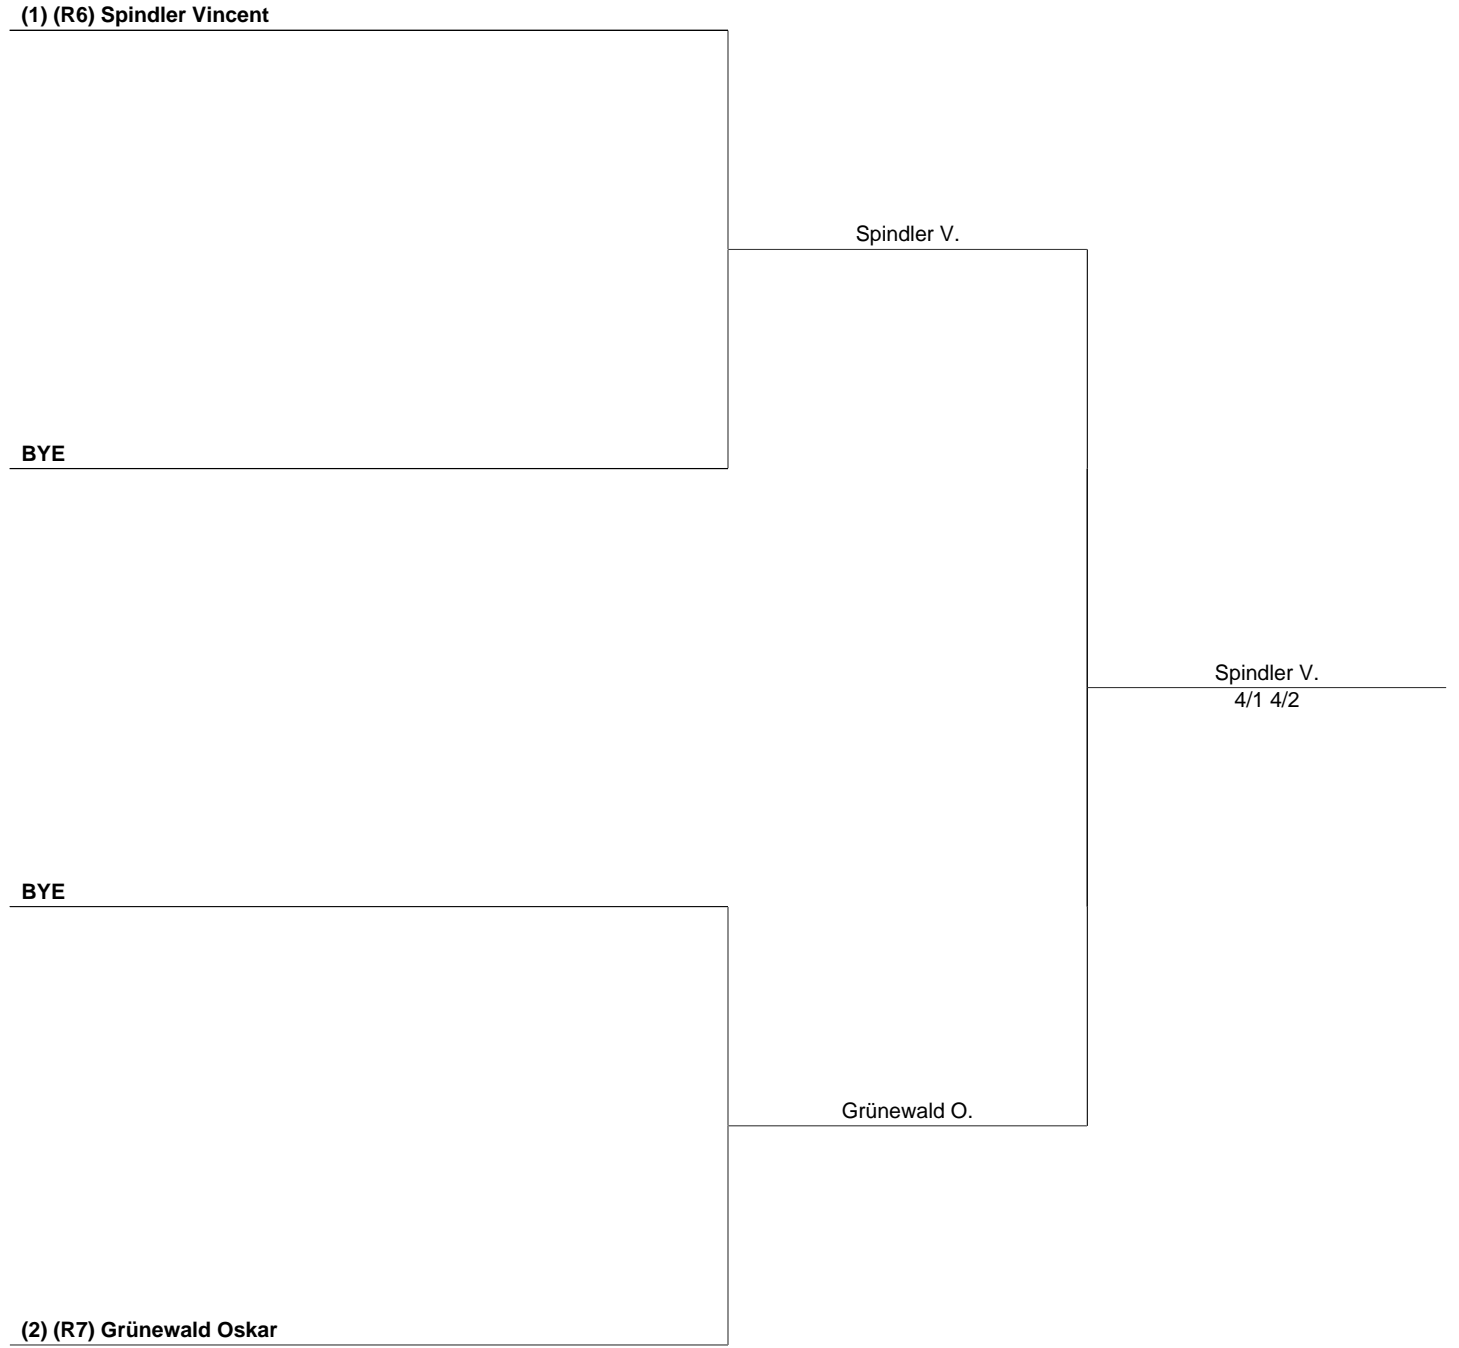 (1) (R6) Spindler Vincent
Spindler V.
BYE
Spindler V.
4/1 4/2
BYE
Grünewald O.
(2) (R7) Grünewald Oskar